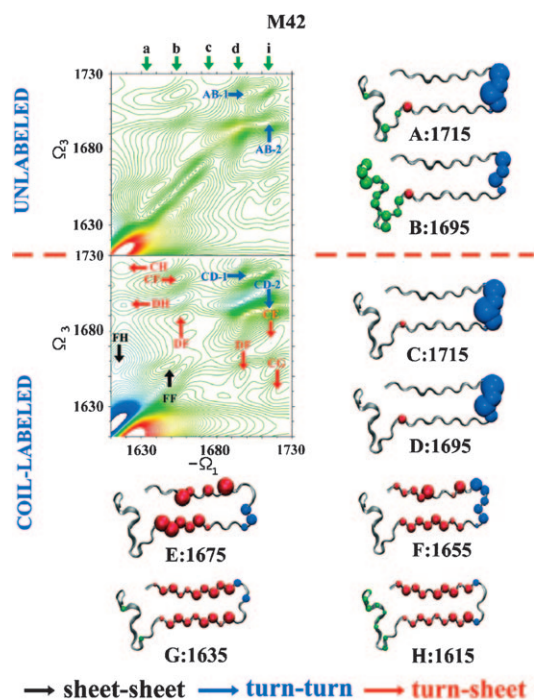 M42
a b c d i
UNLABELED
1730
1680
1630
Ω3
AB-1
AB-2
A:1715
B:1695
COIL-LABELED
1730
1680
1630
Ω3
CH
CF
DH
FH
DF
FF
CD-1
CD-2
DF
CG
1630 1680 1730
-Ω1
C:1715
D:1695
E:1675
F:1655
G:1635
H:1615
sheet-sheet turn-turn turn-sheet